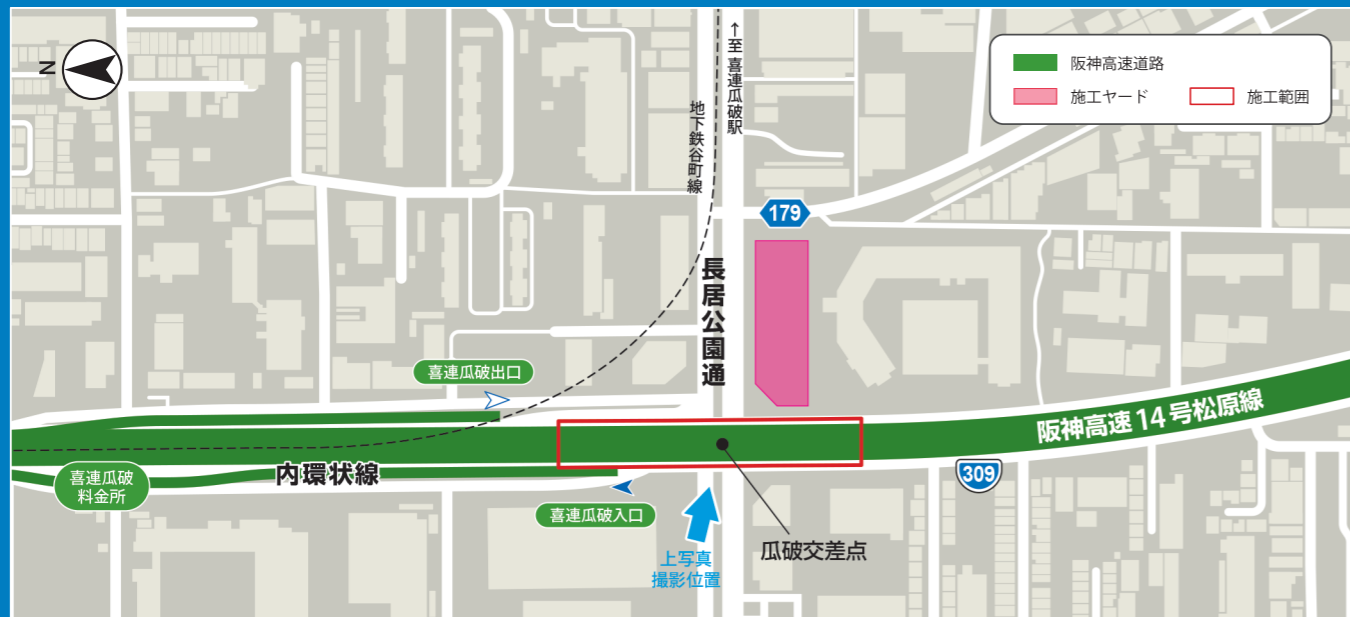 N
↑至 喜連瓜破駅
地下鉄谷町線
阪神高速道路
施工ヤード
施工範囲
179
長居公園通
喜連瓜破出口
阪神高速14号松原線
喜連瓜破
料金所
内環状線
309
喜連瓜破入口
瓜破交差点
上写真
撮影位置